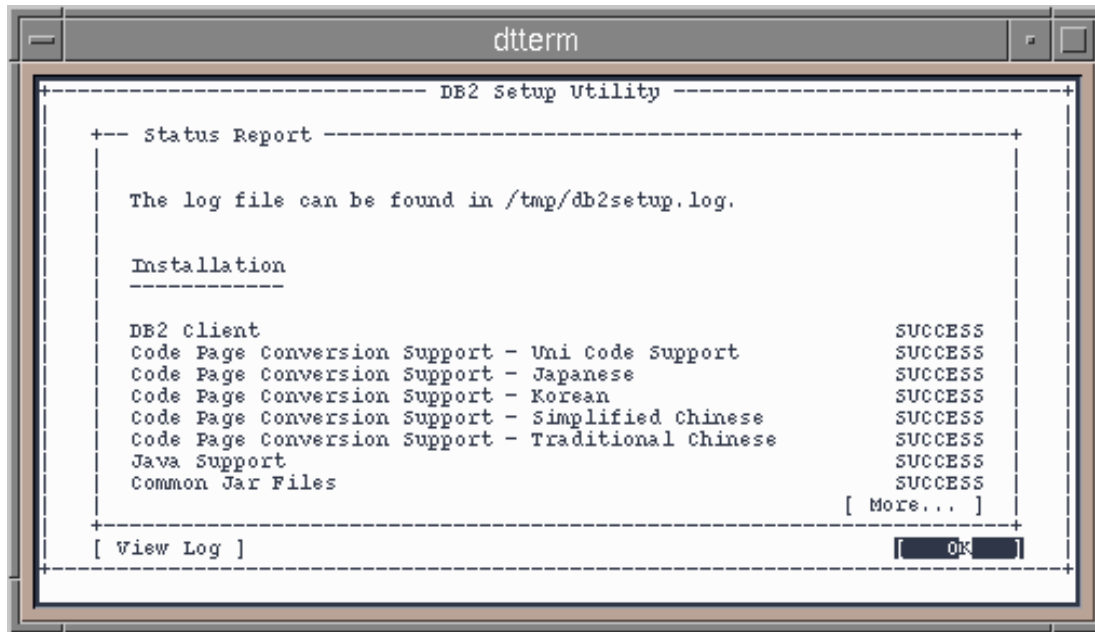 dtterm
DB2 Setup Utility
Status Report
The log file can be found in /tmp/db2setup.log.
Installation
------------
DB2 Client SUCCESS
Code Page Conversion Support - Uni Code Support SUCCESS
Code Page Conversion Support - Japanese SUCCESS
Code Page Conversion Support - Korean SUCCESS
Code Page Conversion Support - Simplified Chinese SUCCESS
Code Page Conversion Support - Traditional Chinese SUCCESS
Java Support SUCCESS
Common Jar Files SUCCESS
[ More... ]
[ View Log ] [ OK ]